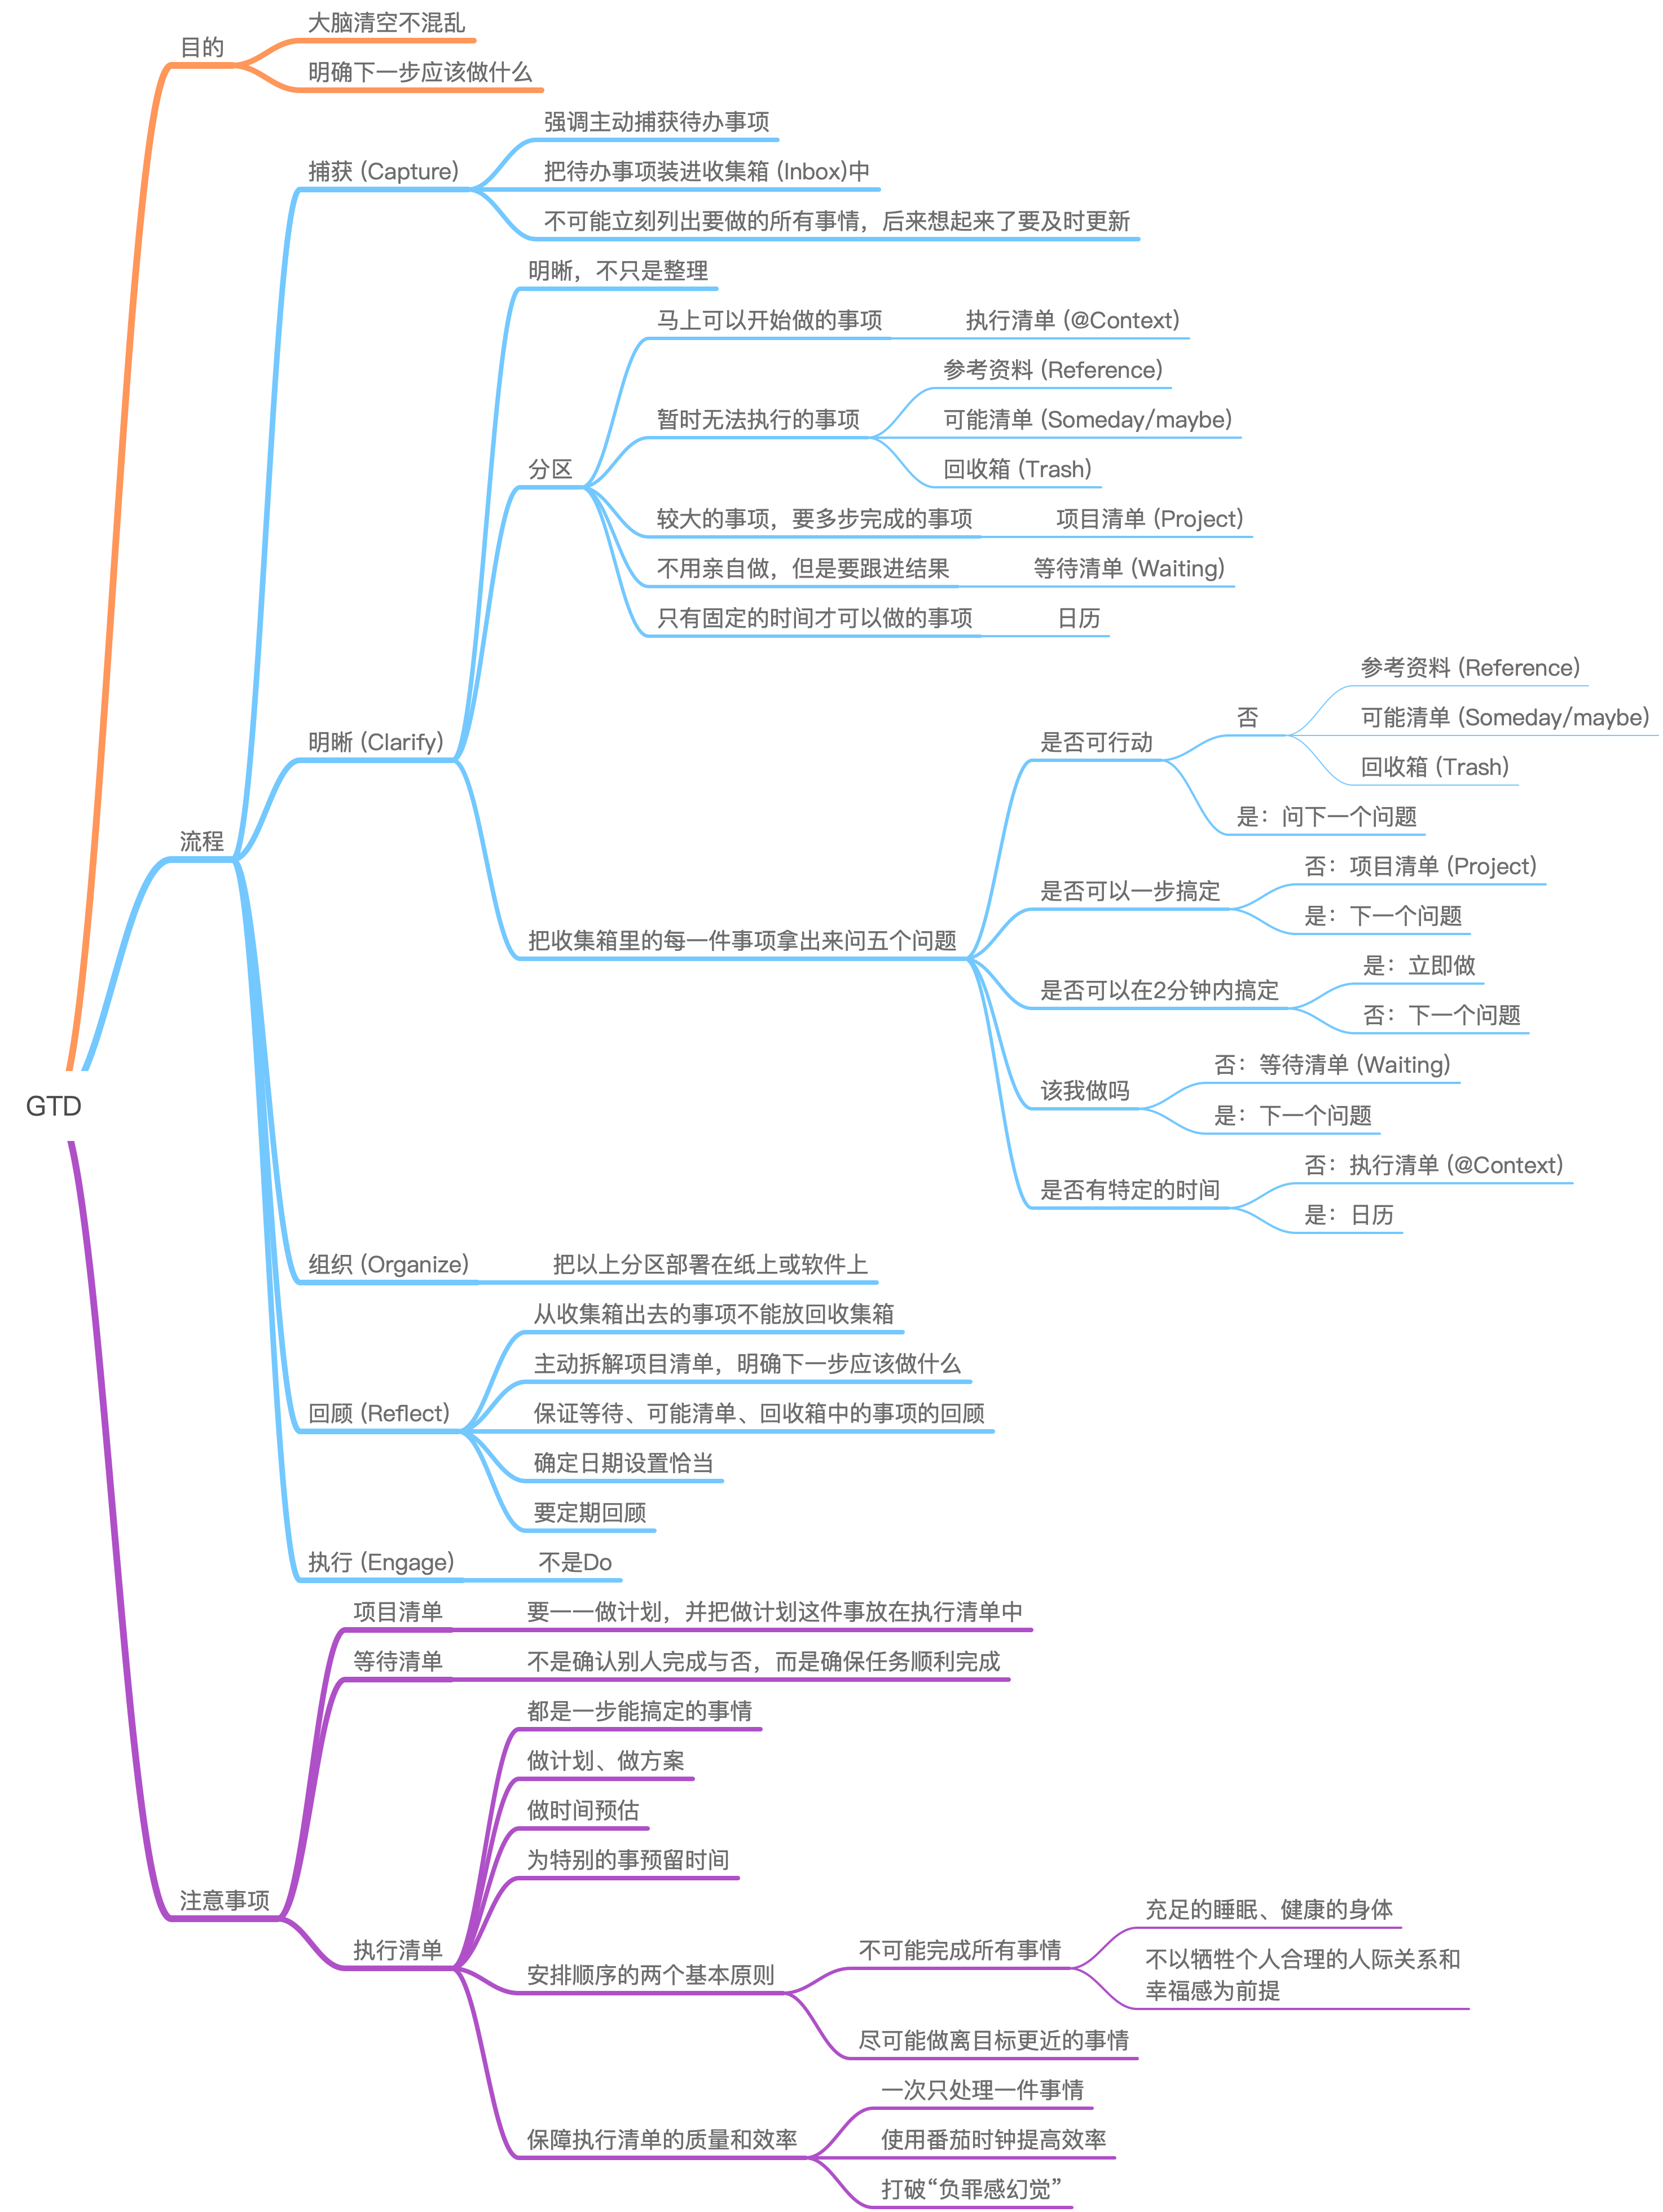 GTD
目的
大脑清空不混乱
明确下一步应该做什么
流程
捕获 (Capture)
强调主动捕获待办事项
把待办事项装进收集箱 (Inbox)中
不可能立刻列出要做的所有事情，后来想起来了要及时更新
明晰 (Clarify)
明晰，不只是整理
分区
马上可以开始做的事项
执行清单 (@Context)
暂时无法执行的事项
参考资料 (Reference)
可能清单 (Someday/maybe)
回收箱 (Trash)
较大的事项，要多步完成的事项
项目清单 (Project)
不用亲自做，但是要跟进结果
等待清单 (Waiting)
只有固定的时间才可以做的事项
日历
把收集箱里的每一件事项拿出来问五个问题
是否可行动
否
参考资料 (Reference)
可能清单 (Someday/maybe)
回收箱 (Trash)
是：问下一个问题
是否可以一步搞定
否：项目清单 (Project)
是：下一个问题
是否可以在2分钟内搞定
是：立即做
否：下一个问题
该我做吗
否：等待清单 (Waiting)
是：下一个问题
是否有特定的时间
否：执行清单 (@Context)
是：日历
组织 (Organize)
把以上分区部署在纸上或软件上
回顾 (Reflect)
从收集箱出去的事项不能放回收集箱
主动拆解项目清单，明确下一步应该做什么
保证等待、可能清单、回收箱中的事项的回顾
确定日期设置恰当
要定期回顾
执行 (Engage)
不是Do
注意事项
项目清单
要一一做计划，并把做计划这件事放在执行清单中
等待清单
不是确认别人完成与否，而是确保任务顺利完成
执行清单
都是一步能搞定的事情
做计划、做方案
做时间预估
为特别的事预留时间
安排顺序的两个基本原则
不可能完成所有事情
充足的睡眠、健康的身体
不以牺牲个人合理的人际关系和
幸福感为前提
尽可能做离目标更近的事情
保障执行清单的质量和效率
一次只处理一件事情
使用番茄时钟提高效率
打破“负罪感幻觉”